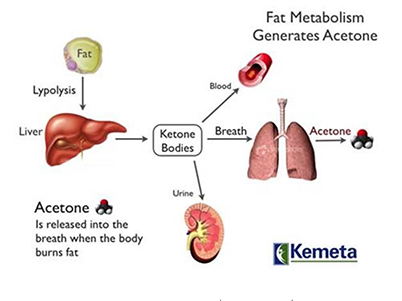 Fat Metabolism
Generates Acetone
Fat
Lypolysis
Blood
Liver
Ketone
Bodies
Breath
Acetone
Urine
Acetone
Is released into the
breath when the body
burns fat
Kemeta